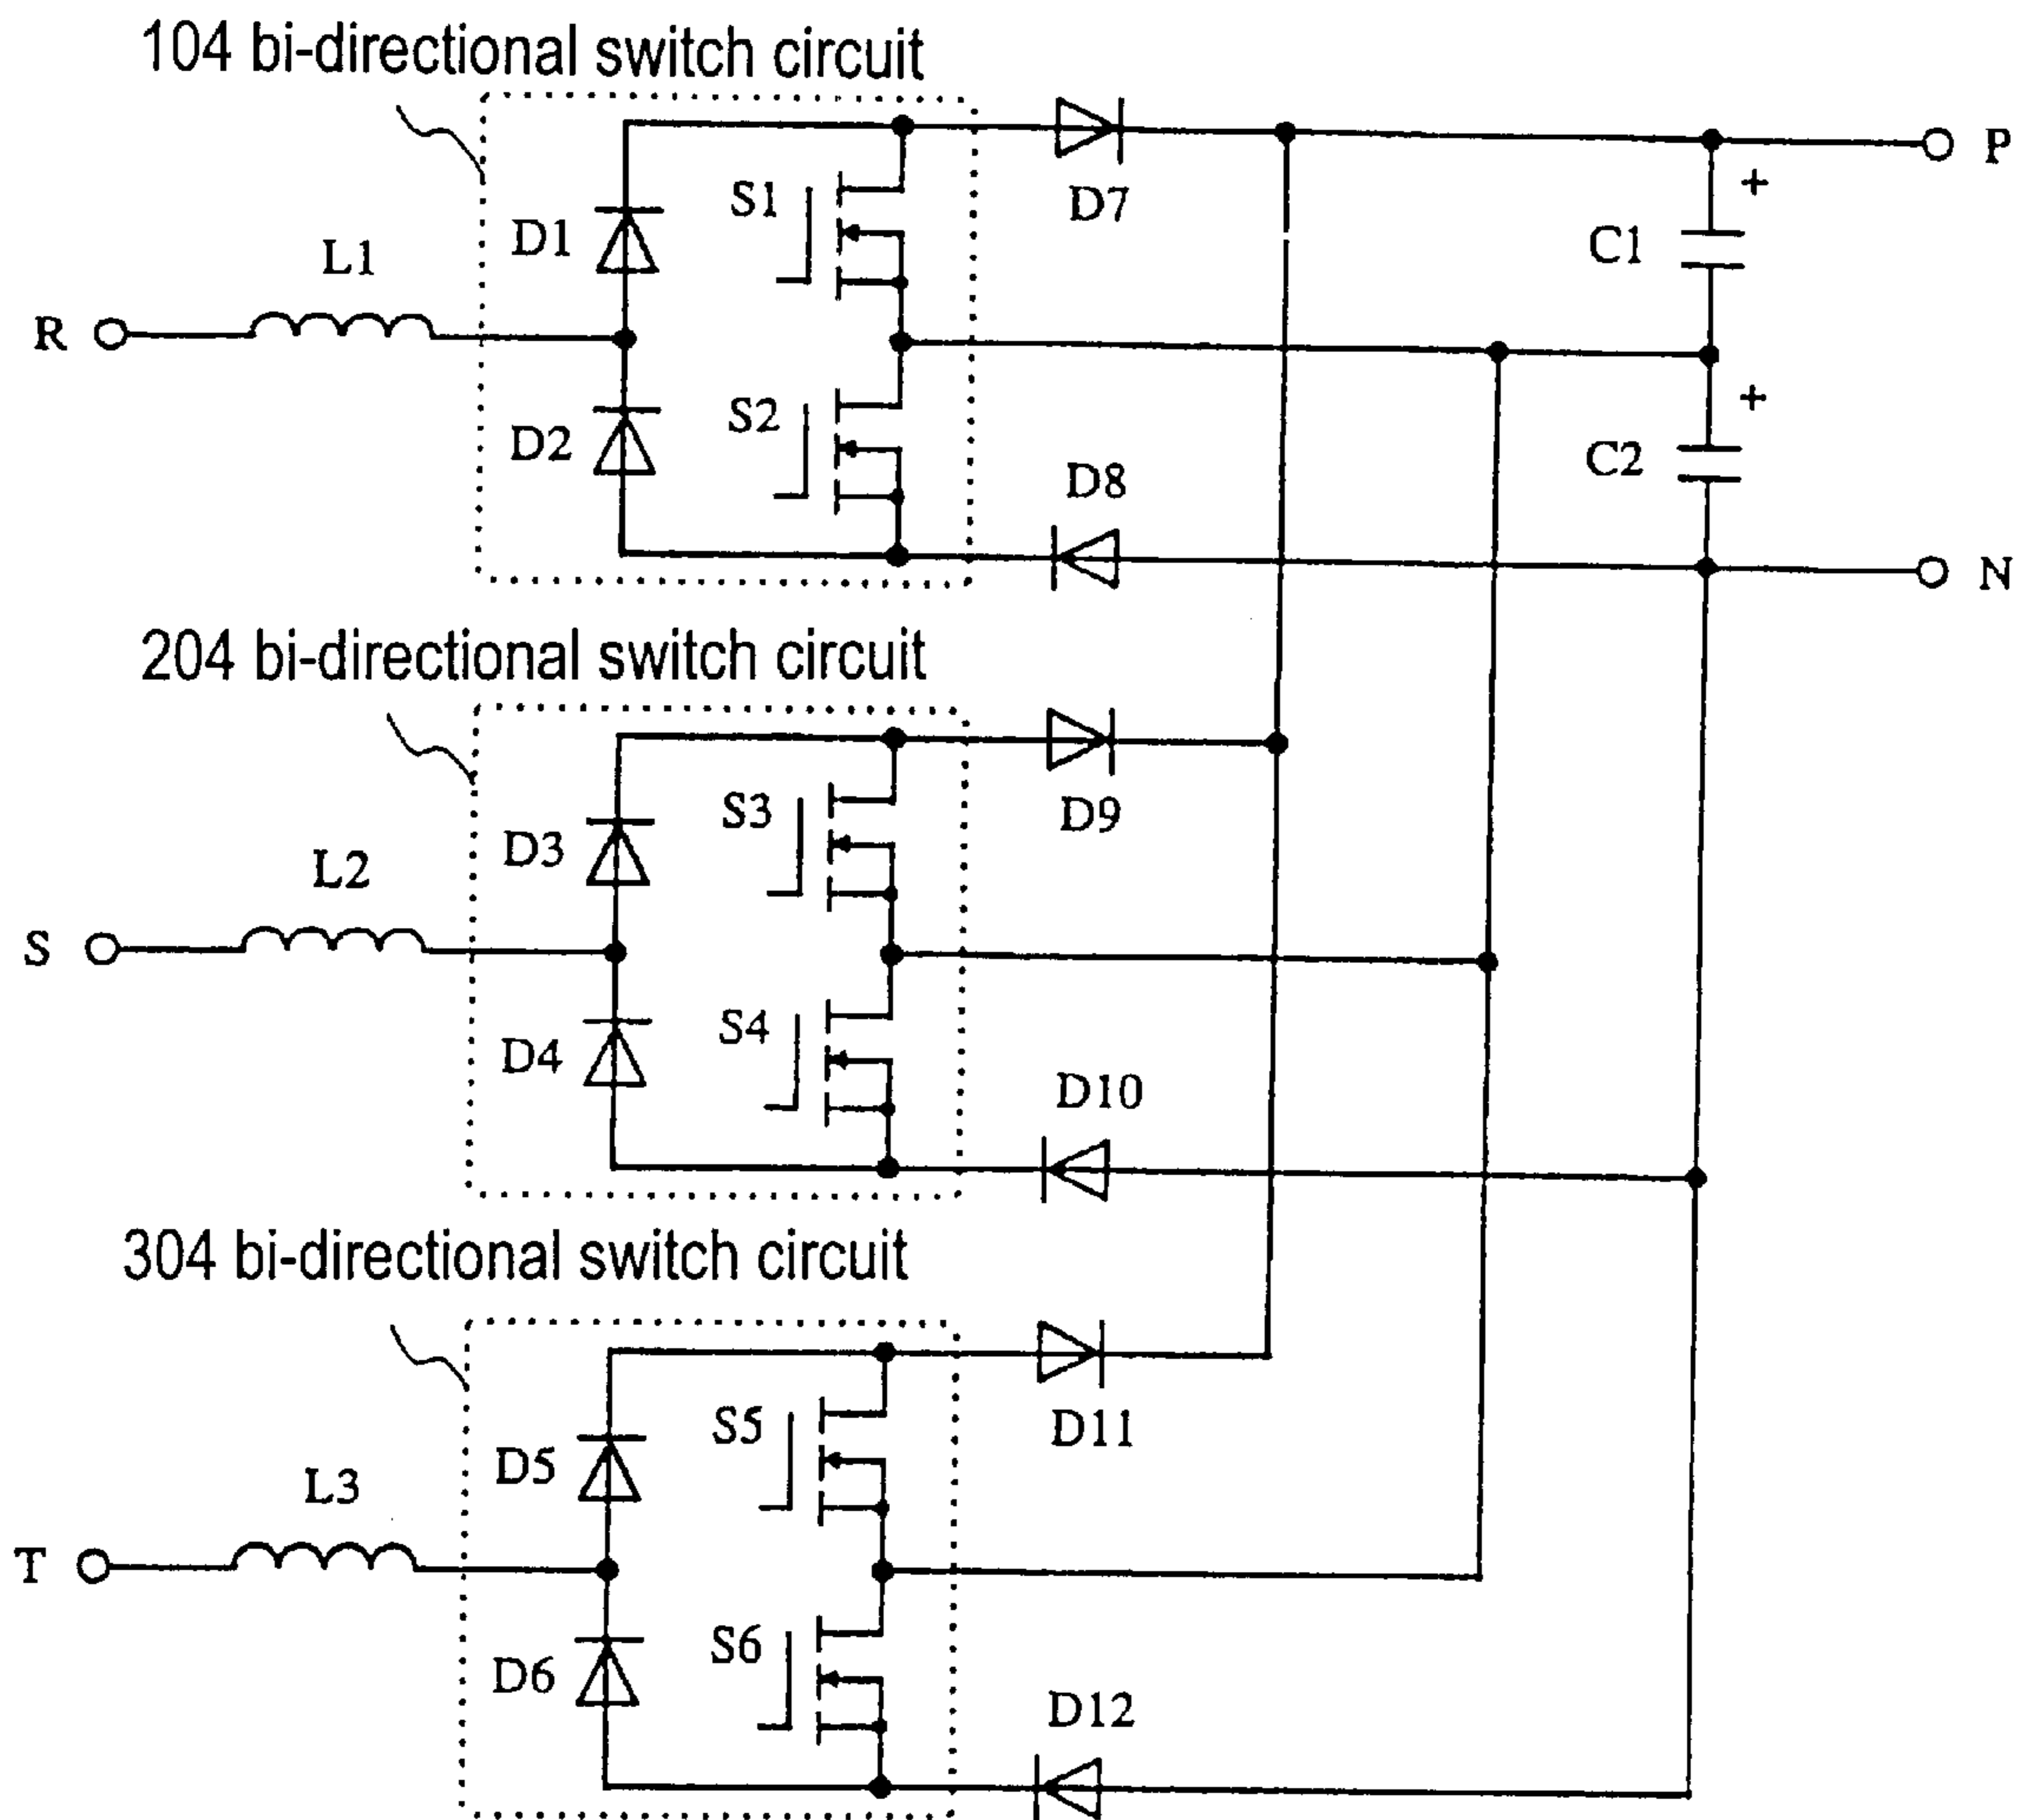 104 bi-directional switch circuit
P
+
S1
D7
D1
C1
L1
R
+
S2
D2
C2
D8
N
204 bi-directional switch circuit
S3
D9
D3
L2
S
S4
D4
D10
304 bi-directional switch circuit
S5
D11
D5
L3
T
S6
D6
D12